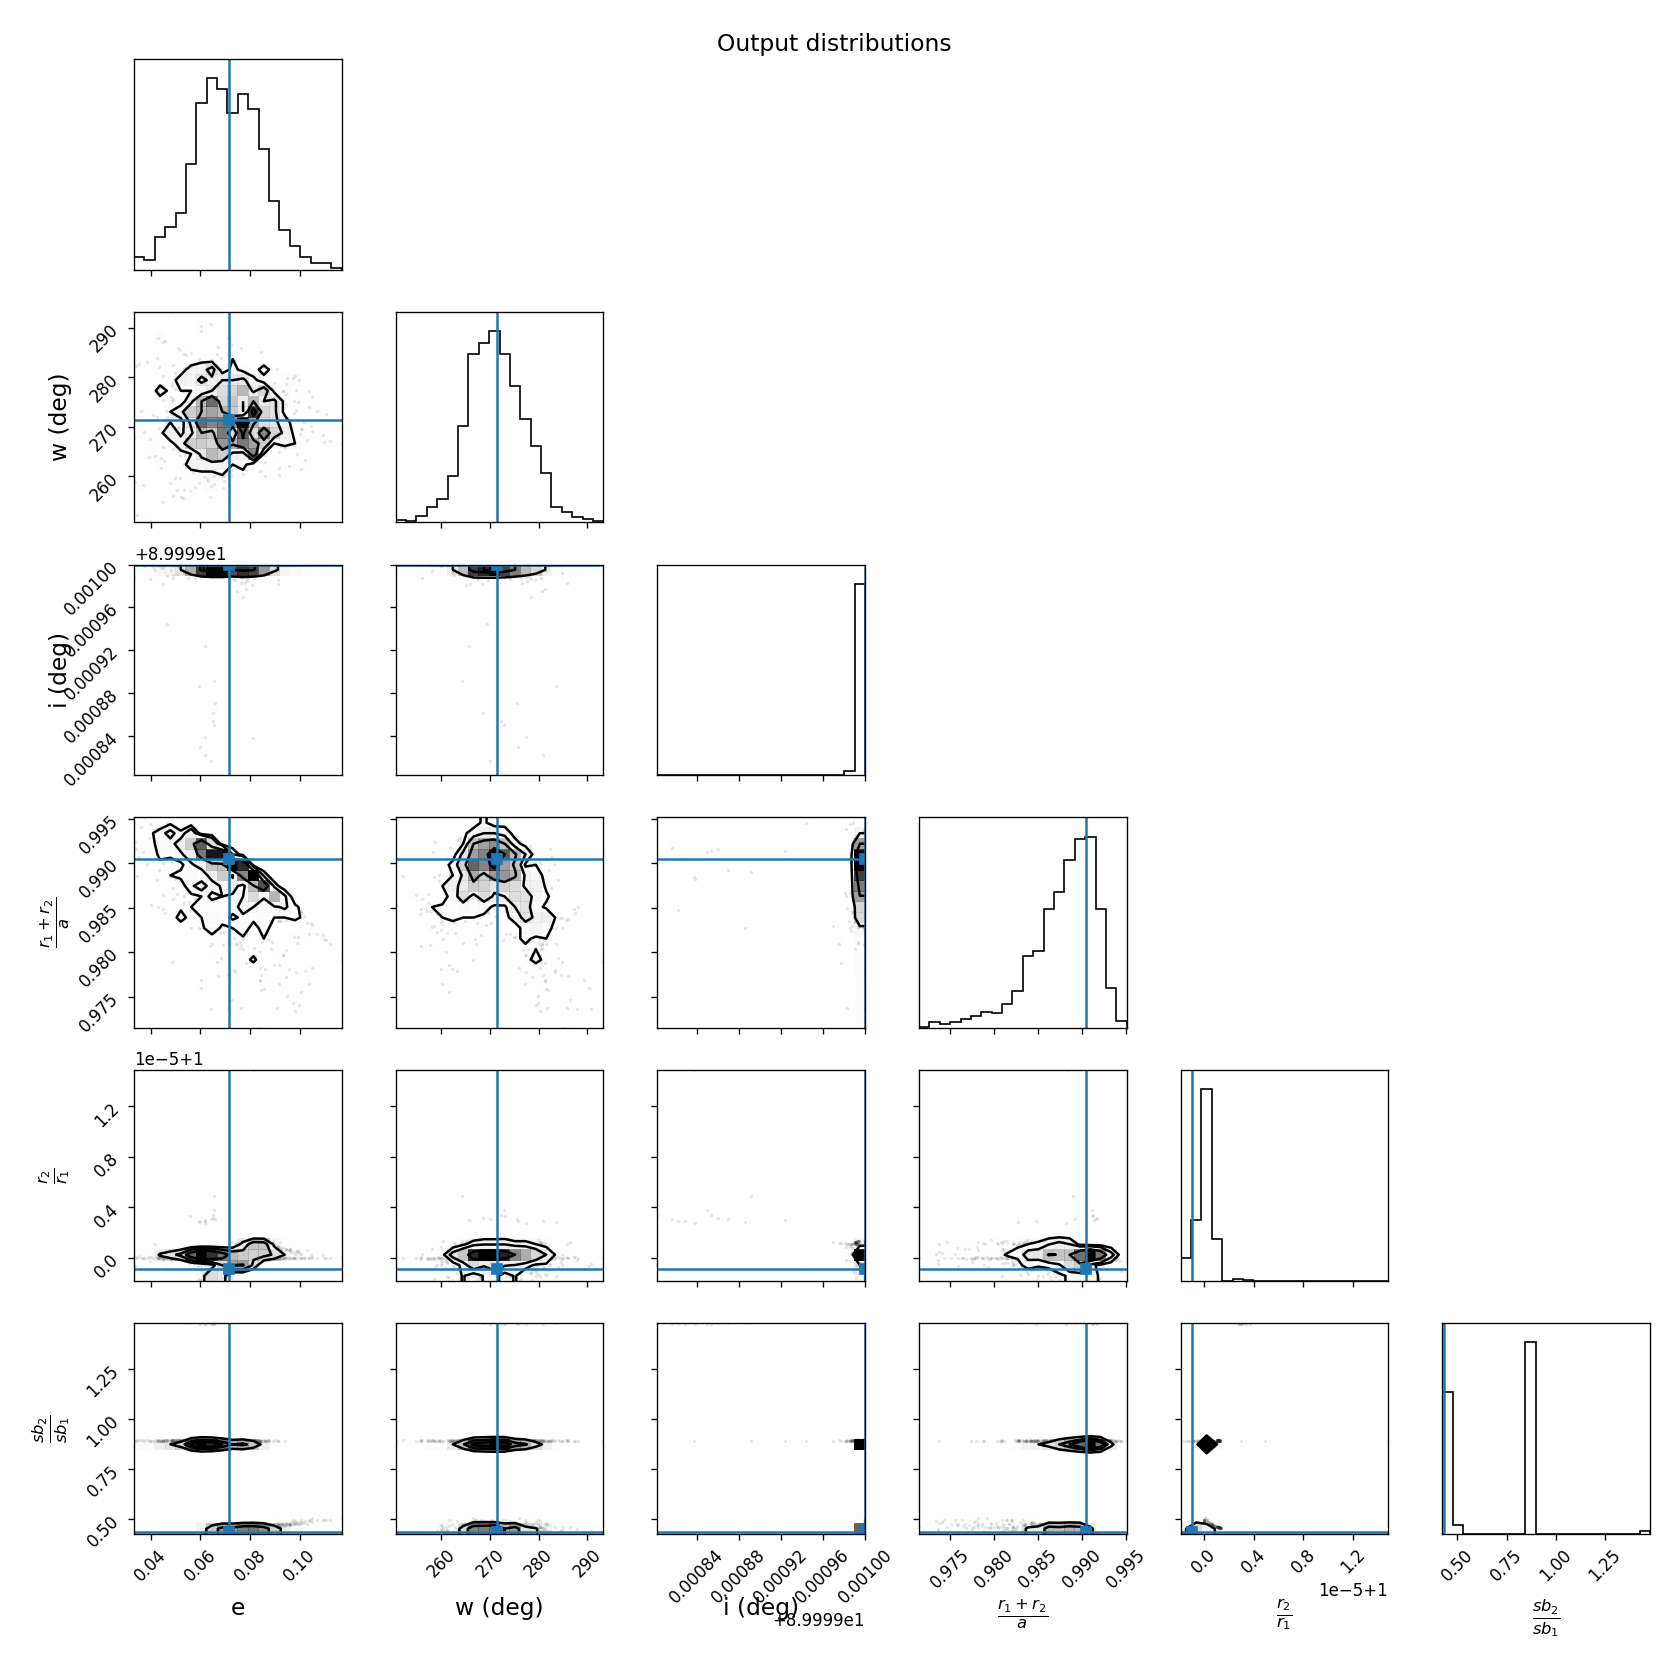 Output distributions
290
280
270
260
w (deg)
+8.9999e1
0.00100
0.00096
0.00092
0.00088
0.00084
i (deg)
0.995
0.990
0.985
0.980
0.975
r₁ + r₂
a
1e−5+1
1.2
0.8
0.4
0.0
r₂
r₁
1.25
1.00
0.75
0.50
sb₂
sb₁
0.04 0.06 0.08 0.10
e
260 270 280 290
w (deg)
0.00084 0.00088 0.00092 0.00096 0.00100
+8.9999e1
i (deg)
0.975 0.980 0.985 0.990 0.995
r₁ + r₂
a
0.0 0.4 0.8 1.2
1e−5+1
r₂
r₁
0.50 0.75 1.00 1.25
sb₂
sb₁